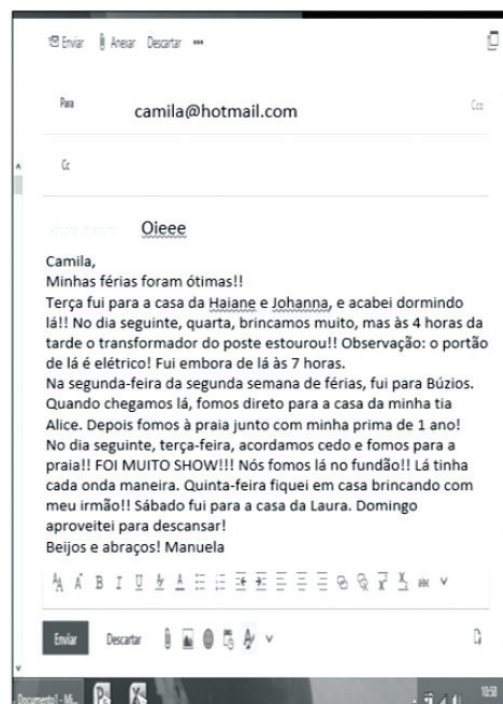 Enviar Anexar Descartar •••
Para camila@hotmail.com Cco
Cc
Oieee
Camila,
Minhas férias foram ótimas!!
Terça fui para a casa da Haiane e Johanna, e acabei dormindo
lá!! No dia seguinte, quarta, brincamos muito, mas às 4 horas da
tarde o transformador do poste estourou!! Observação: o portão
de lá é elétrico! Fui embora de lá às 7 horas.
Na segunda-feira da segunda semana de férias, fui para Búzios.
Quando chegamos lá, fomos direto para a casa da minha tia
Alice. Depois fomos à praia junto com minha prima de 1 ano!
No dia seguinte, terça-feira, acordamos cedo e fomos para a
praia!! FOI MUITO SHOW!!! Nós fomos lá no fundão!! Lá tinha
cada onda maneira. Quinta-feira fiquei em casa brincando com
meu irmão!! Sábado fui para a casa da Laura. Domingo
aproveitei para descansar!
Beijos e abraços! Manuela
B I U A abc
Enviar Descartar
Documento1 - Mi... 10:50